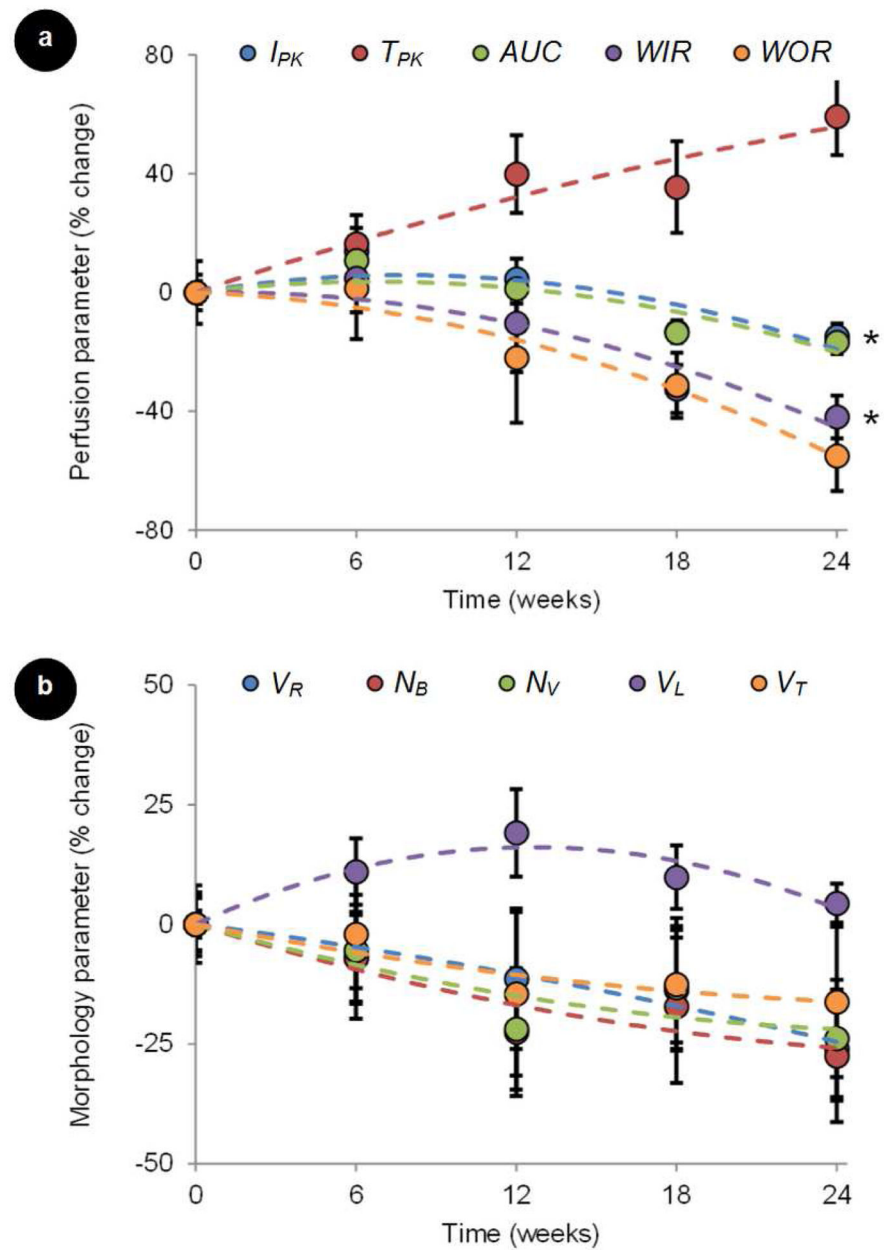 a
I_PK T_PK AUC WIR WOR
80
40
0
-40
-80
Perfusion parameter (% change)
*
*
0 6 12 18 24
Time (weeks)
b
V_R N_B N_V V_L V_T
50
25
0
-25
-50
Morphology parameter (% change)
0 6 12 18 24
Time (weeks)